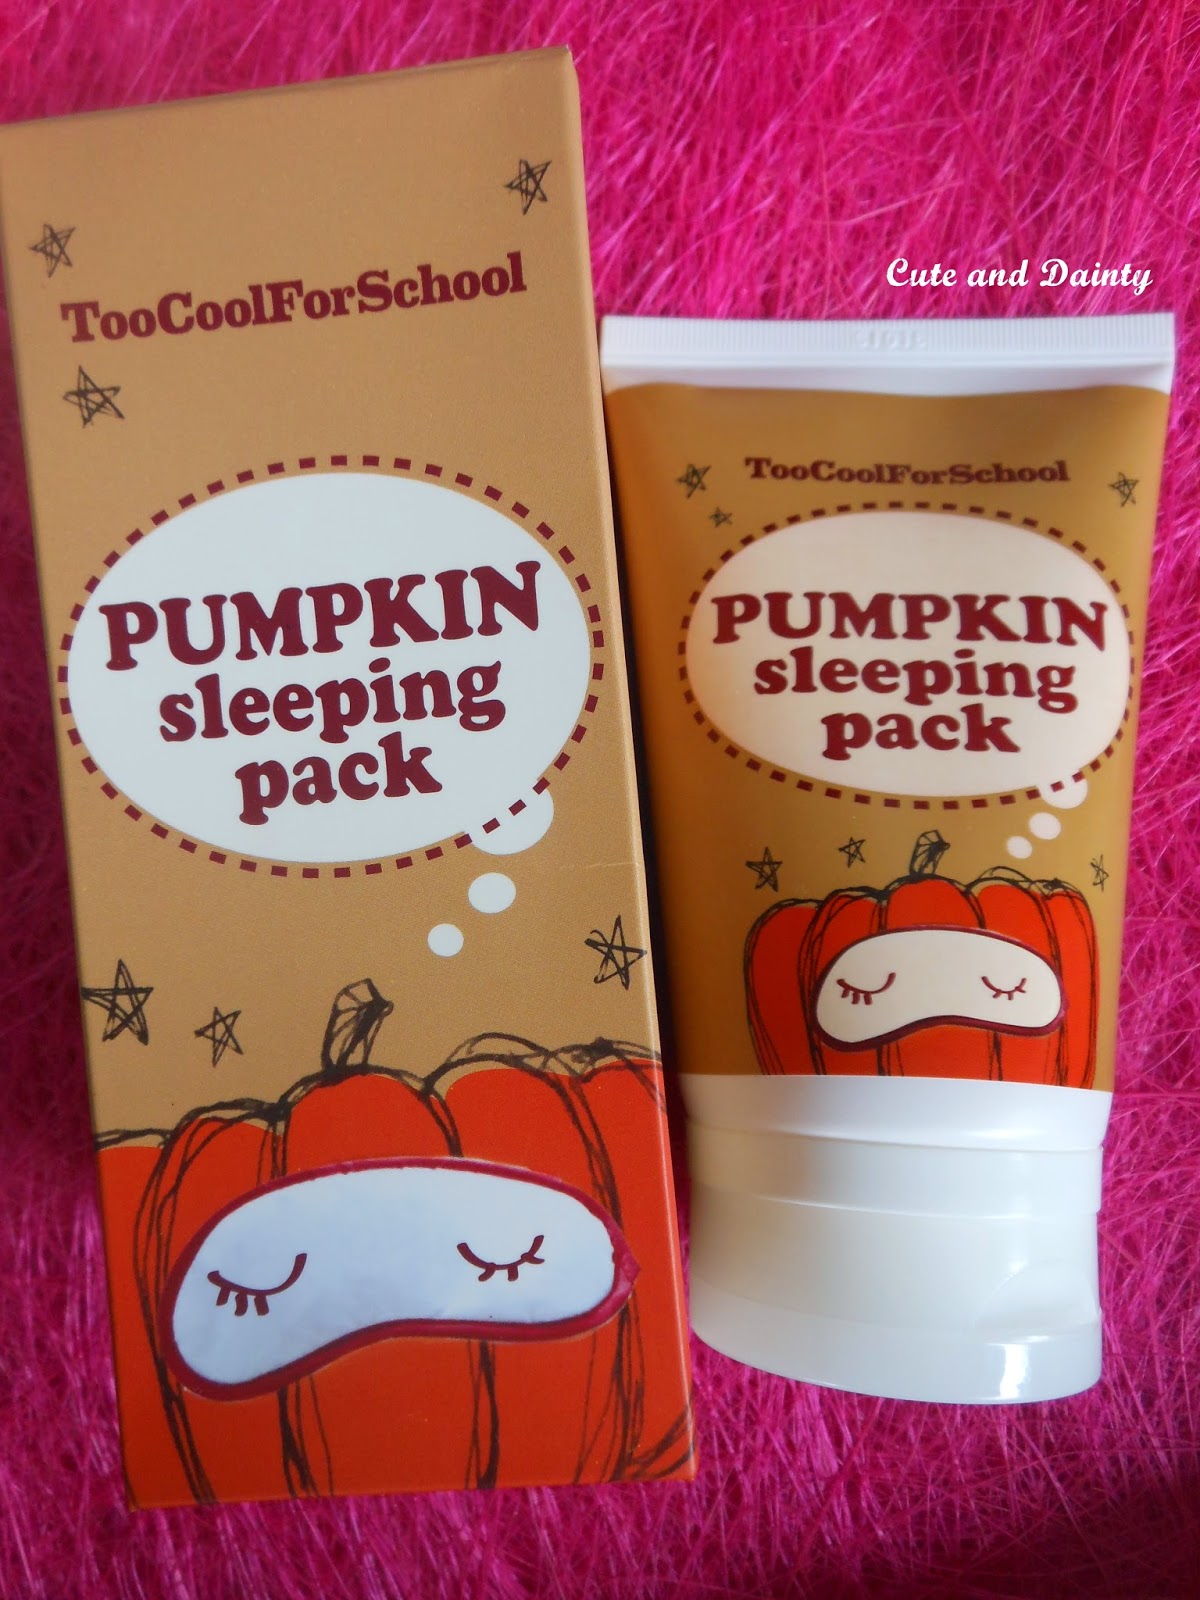 TooCoolForSchool
PUMPKIN
sleeping
pack
Cute and Dainty
TooCoolForSchool
PUMPKIN
sleeping
pack